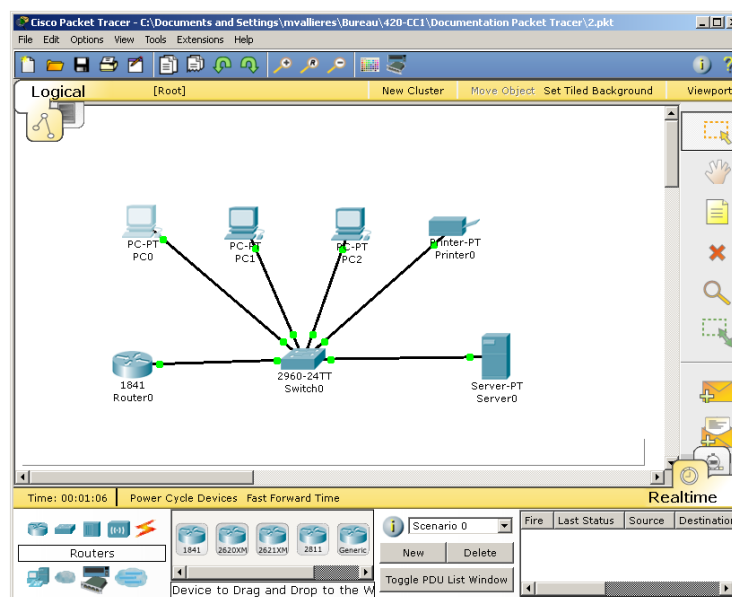 Cisco Packet Tracer - C:\Documents and Settings\mvallieres\Bureau\420-CC1\Documentation Packet Tracer\2.pkt
File Edit Options View Tools Extensions Help
Logical [Root] New Cluster Move Object Set Tiled Background Viewport
PC-PT
PC0
PC-PT
PC1
PC-PT
PC2
Printer-PT
Printer0
1841
Router0
2960-24TT
Switch0
Server-PT
Server0
Time: 00:01:06 Power Cycle Devices Fast Forward Time Realtime
Routers
1841 2620XM 2621XM 2811 Generic
Device to Drag and Drop to the W
Scenario 0
New Delete
Toggle PDU List Window
Fire Last Status Source Destination